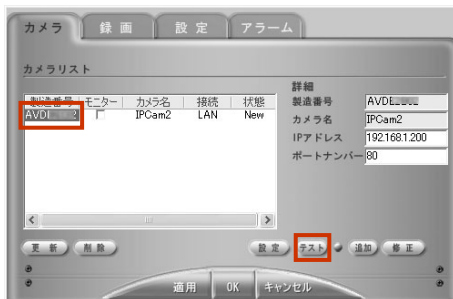 カメラ 録画 設定 アラーム
カメラリスト
製造番号 モニター カメラ名 接続 状態
IPCam2 LAN New
詳細
製造番号
カメラ名 IPCam2
IPアドレス 192.168.1.200
ポートナンバー 80
更新 削除 設定 テスト 追加 修正
適用 OK キャンセル